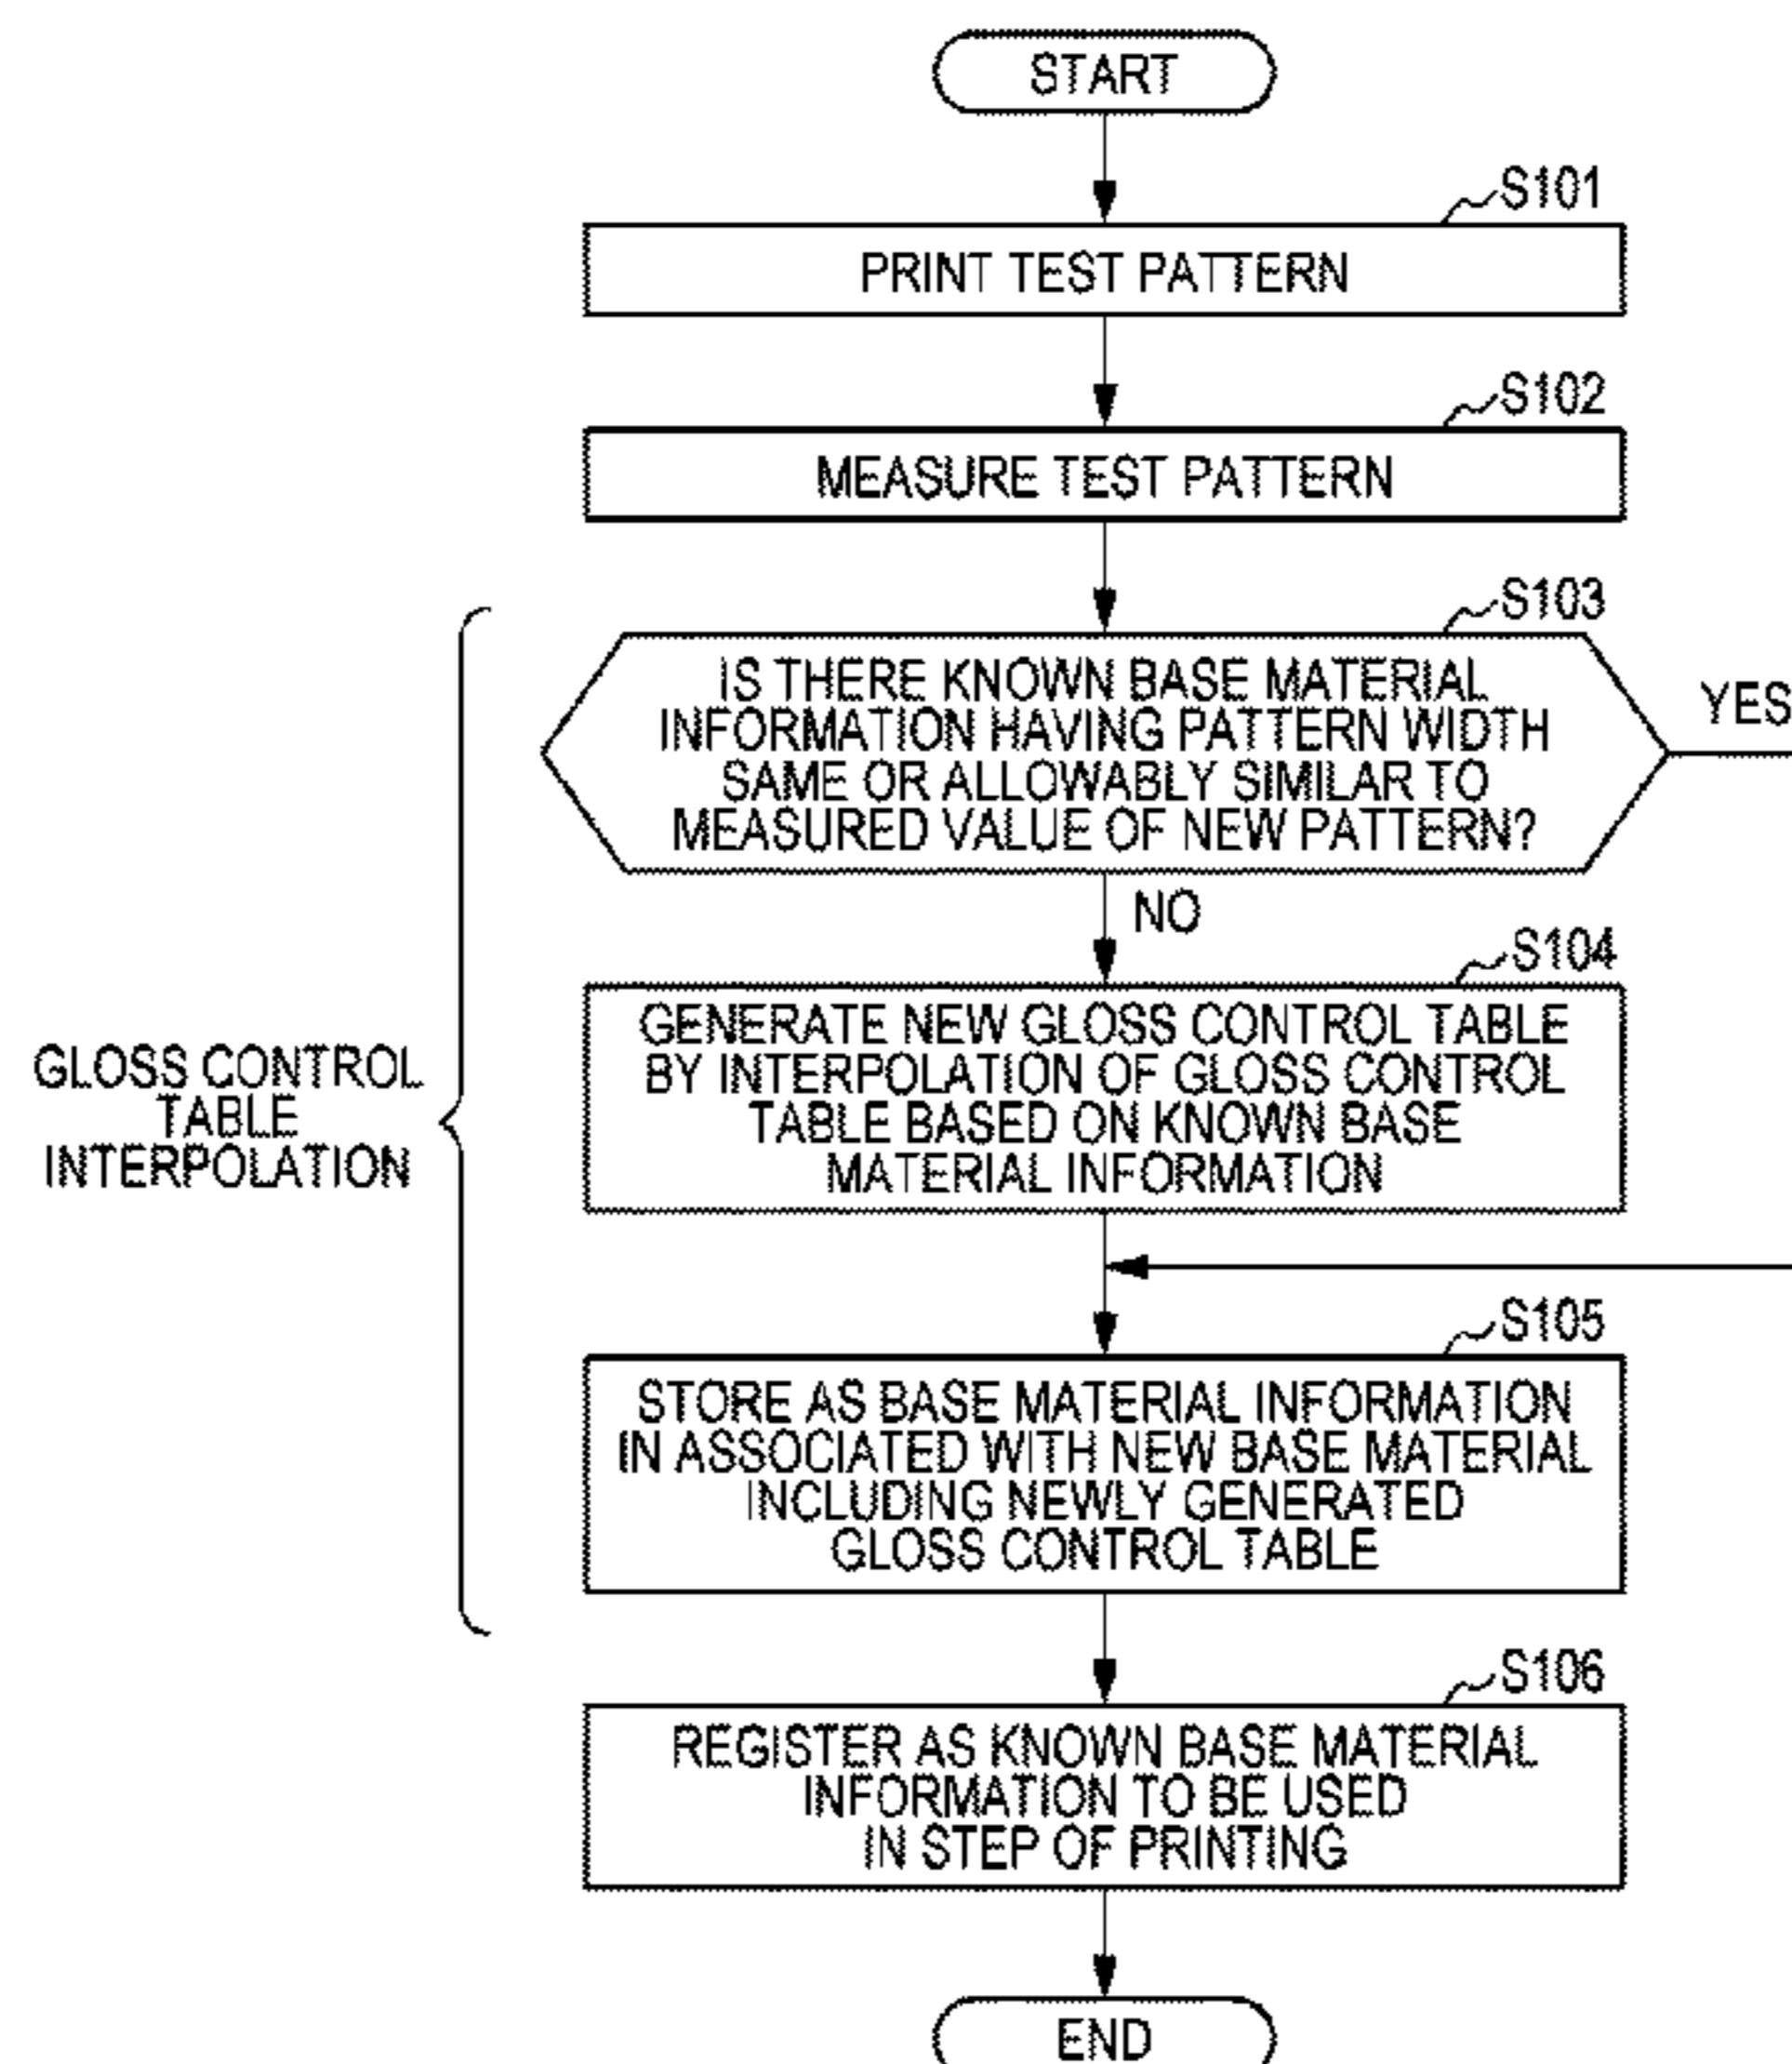 START
S101
PRINT TEST PATTERN
S102
MEASURE TEST PATTERN
S103
IS THERE KNOWN BASE MATERIAL
INFORMATION HAVING PATTERN WIDTH
SAME OR ALLOWABLY SIMILAR TO
MEASURED VALUE OF NEW PATTERN?
YES
NO
S104
GENERATE NEW GLOSS CONTROL TABLE
BY INTERPOLATION OF GLOSS CONTROL
TABLE BASED ON KNOWN BASE
MATERIAL INFORMATION
GLOSS CONTROL
TABLE
INTERPOLATION
S105
STORE AS BASE MATERIAL INFORMATION
IN ASSOCIATED WITH NEW BASE MATERIAL
INCLUDING NEWLY GENERATED
GLOSS CONTROL TABLE
S106
REGISTER AS KNOWN BASE MATERIAL
INFORMATION TO BE USED
IN STEP OF PRINTING
END